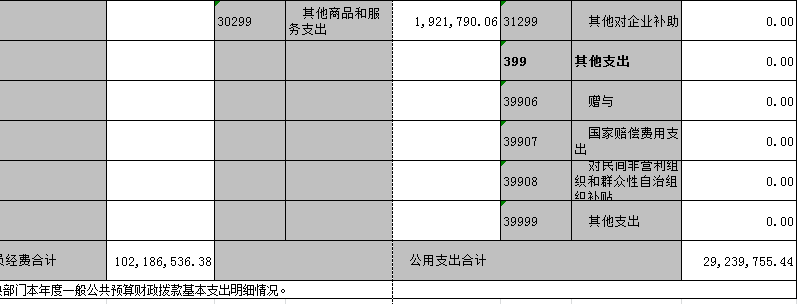 30299 其他商品和服务支出 1,921,790.06 31299 其他对企业补助 0.00
399 其他支出 0.00
39906 赠与 0.00
39907 国家赔偿费用支出 0.00
39908 对民间非营利组织和群众性自治组织补贴 0.00
39999 其他支出 0.00
员经费合计 102,186,536.38 公用支出合计 29,239,755.44
部门本年度一般公共预算财政拨款基本支出明细情况。